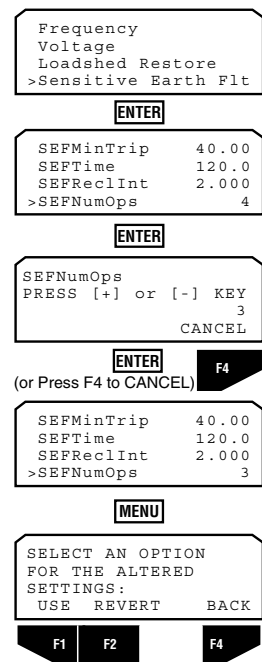 Frequency
Voltage
Loadshed Restore
>Sensitive Earth Flt
ENTER
SEFMinTrip 40.00
SEFTime 120.0
SEFReclInt 2.000
>SEFNumOps 4
ENTER
SEFNumOps
PRESS [+] or [-] KEY
3
CANCEL
ENTER
F4
(or Press F4 to CANCEL)
SEFMinTrip 40.00
SEFTime 120.0
SEFReclInt 2.000
>SEFNumOps 3
MENU
SELECT AN OPTION
FOR THE ALTERED
SETTINGS:
USE REVERT BACK
F1 F2 F4